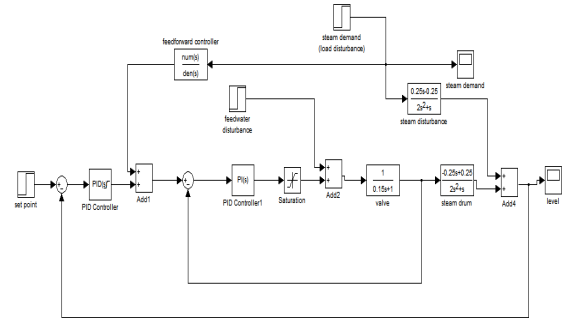 steam demand
(load disturbance)
feedforward controller
num(s)
den(s)
steam demand
0.25s-0.25
2s²+s
steam disturbance
feedwater
disturbance
set point
PID(s)
PID Controller
Add1
PI(s)
PID Controller1
Saturation
Add2
1
0.15s+1
valve
-0.25s+0.25
2s²+s
steam drum
Add4
level